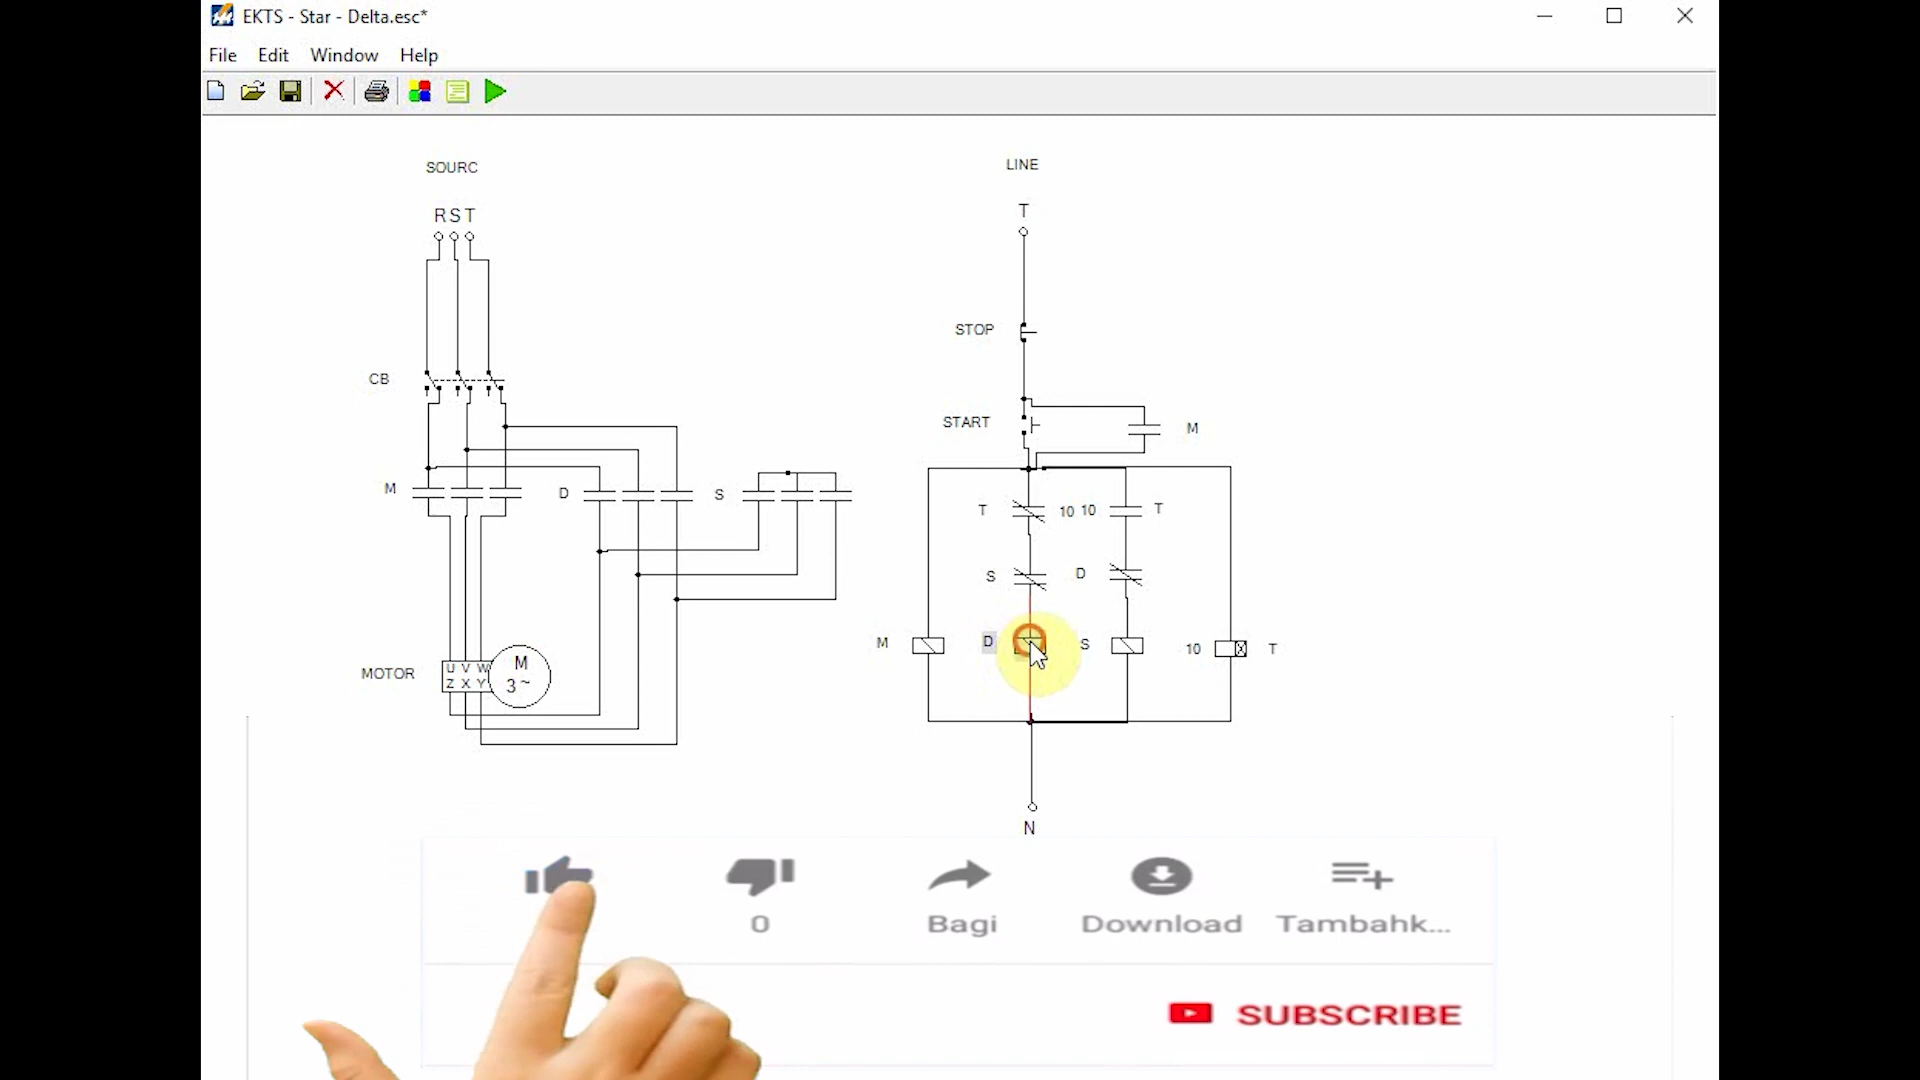 EKTS - Star - Delta.esc*
File Edit Window Help
SOURC
LINE
R S T
T
STOP
CB
START
M
M
D
S
T
10 10
T
S
D
M
D
S
10
T
MOTOR
U V W
Z X Y
M
3~
N
0
Bagi
Download
Tambahk...
SUBSCRIBE